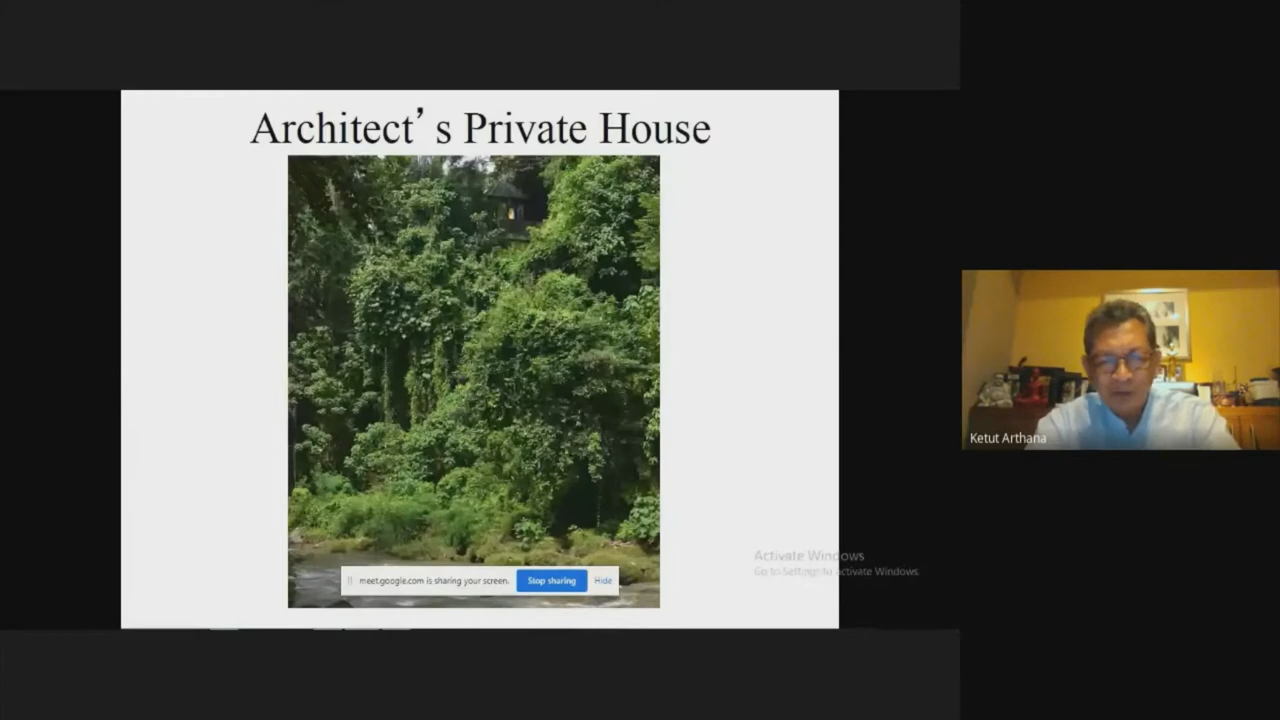 Architect’s Private House
meet.google.com is sharing your screen. Stop sharing Hide
Ketut Arthana
Activate Windows
Go to Settings to activate Windows.